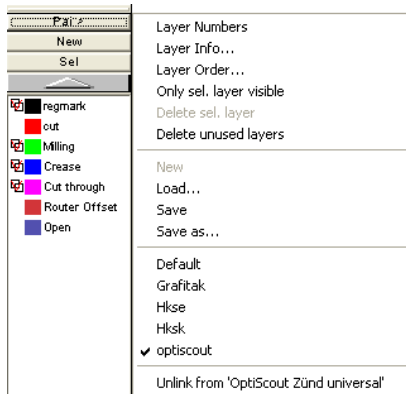 New
Sel
regmark
cut
Milling
Crease
Cut through
Router Offset
Open
Layer Numbers
Layer Info...
Layer Order...
Only sel. layer visible
Delete sel. layer
Delete unused layers
New
Load...
Save
Save as...
Default
Grafitak
Hkse
Hksk
optiscout
Unlink from 'OptiScout Zünd universal'